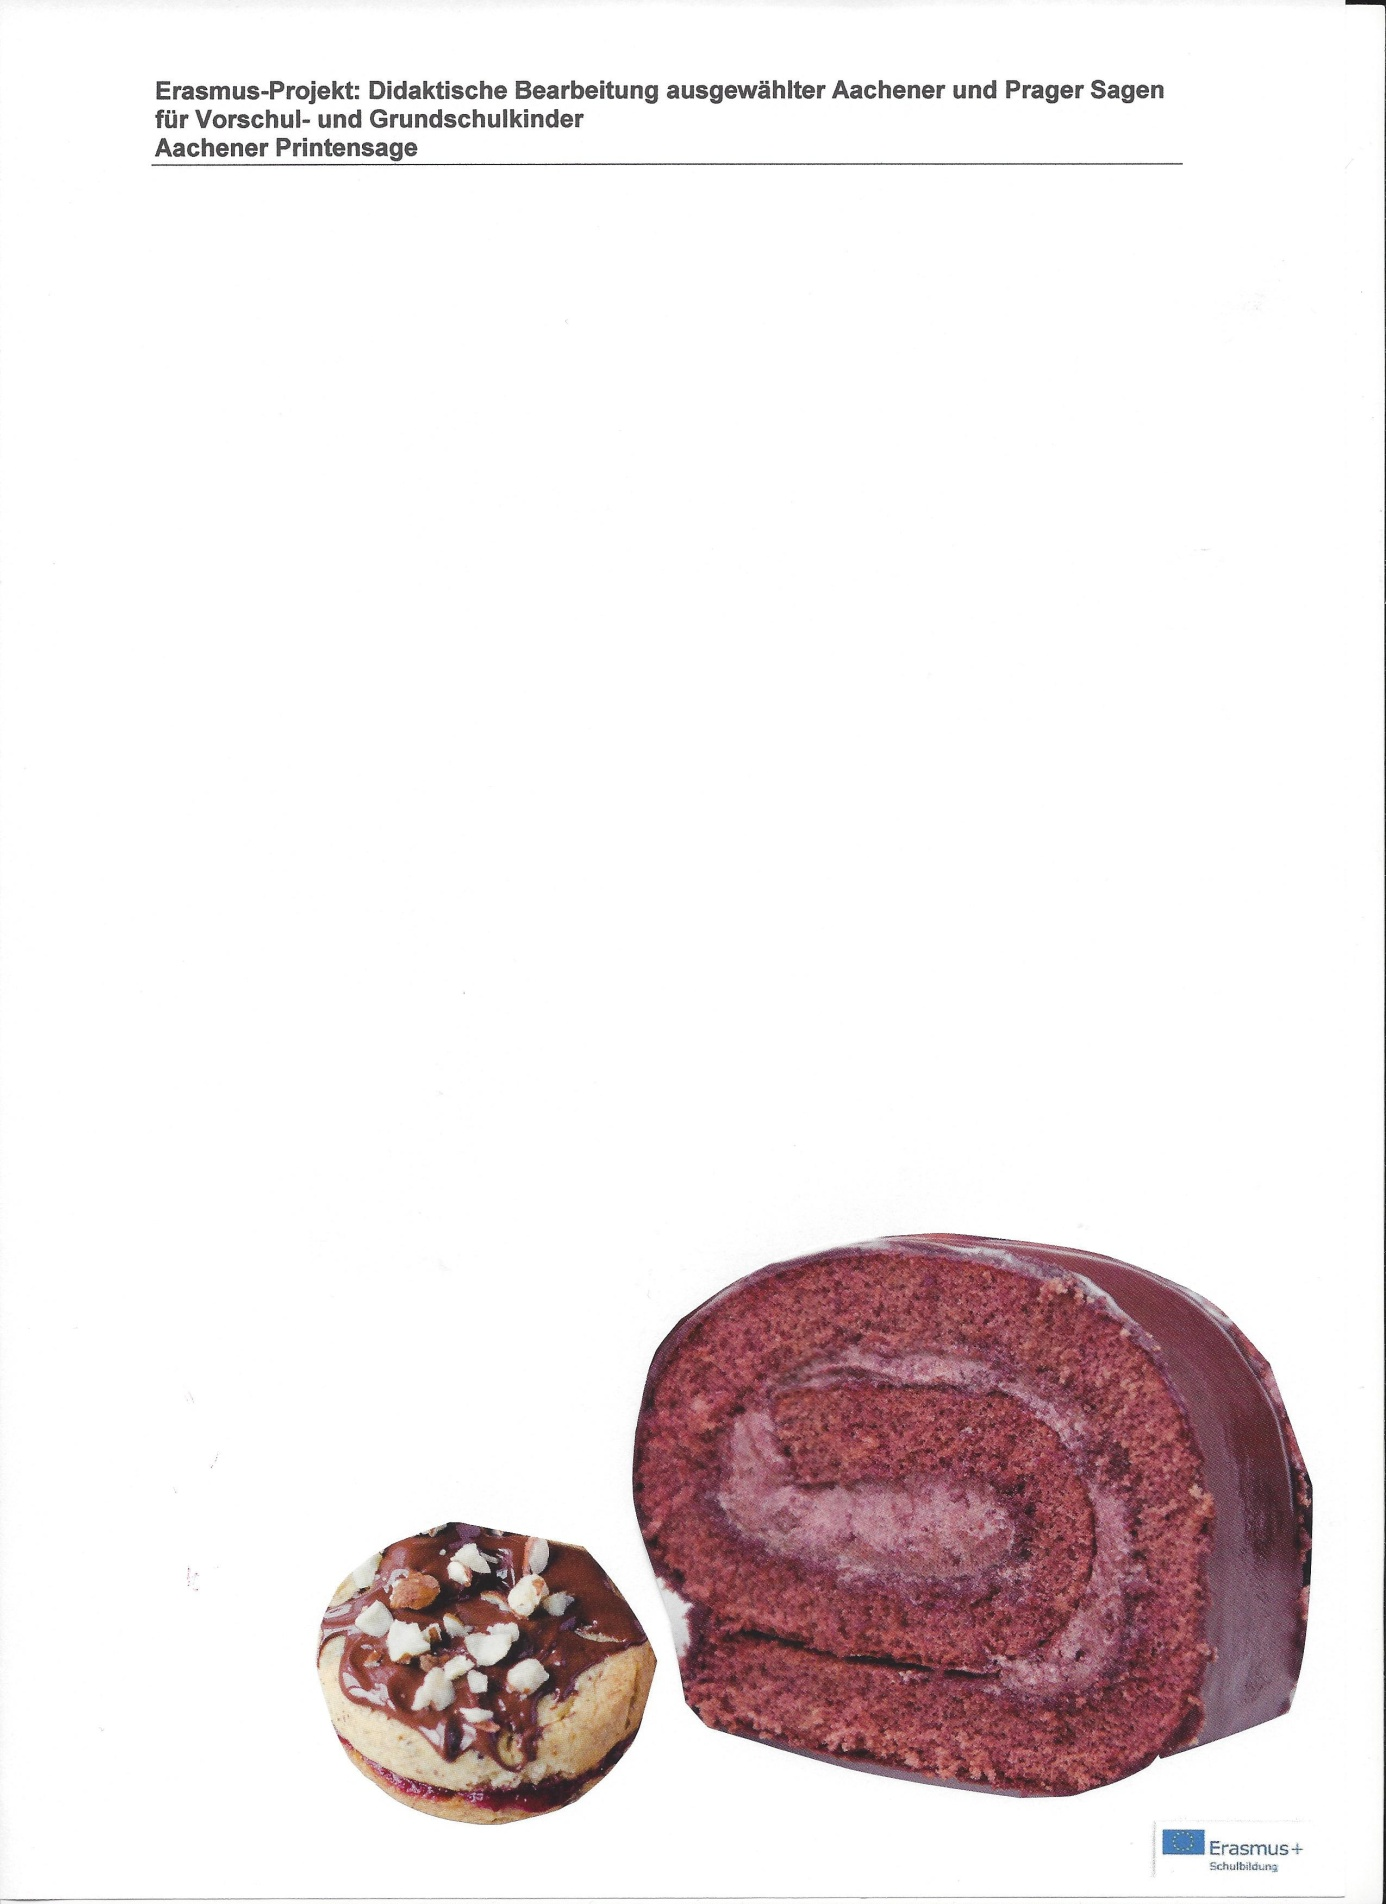 Erasmus-Projekt: Didaktische Bearbeitung ausgewählter Aachener und Prager Sagen
für Vorschul- und Grundschulkinder
Aachener Printensage
Erasmus+
Schulbildung